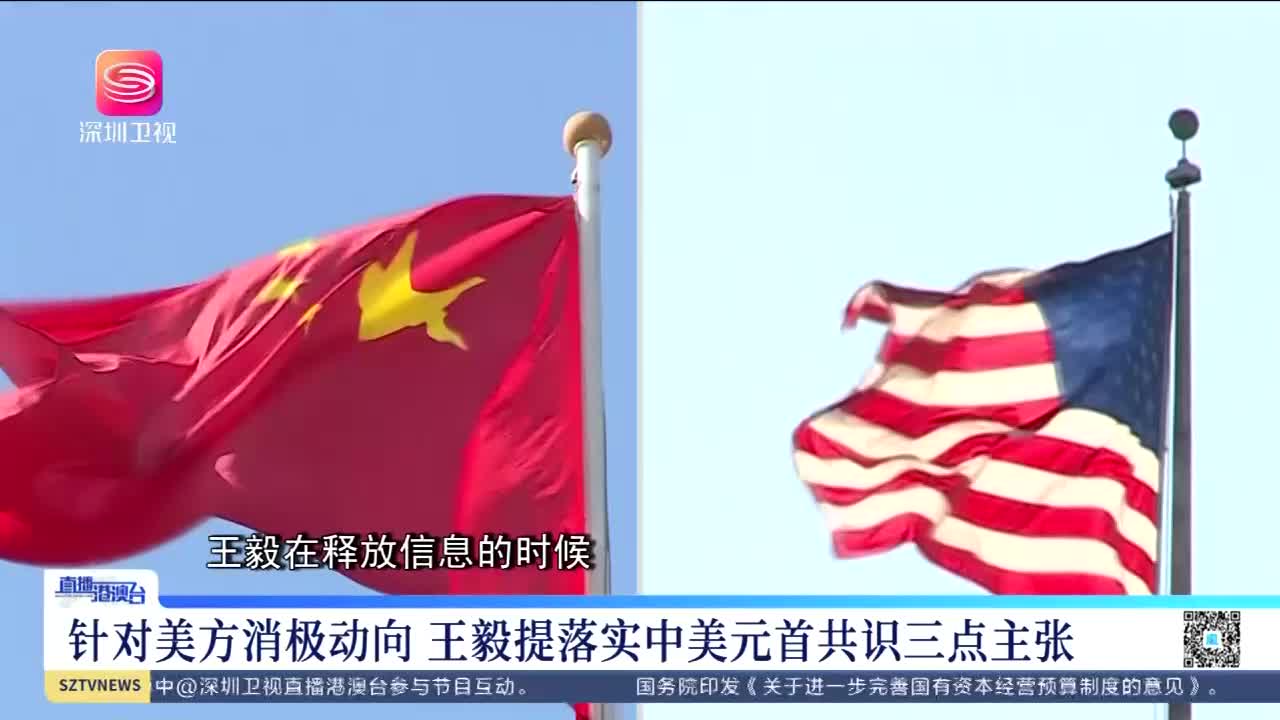 深圳卫视
王毅在释放信息的时候
直播港澳台
针对美方消极动向 王毅提落实中美元首共识三点主张
SZTVNEWS
中@深圳卫视直播港澳台参与节目互动。 国务院印发《关于进一步完善国有资本经营预算制度的意见》。